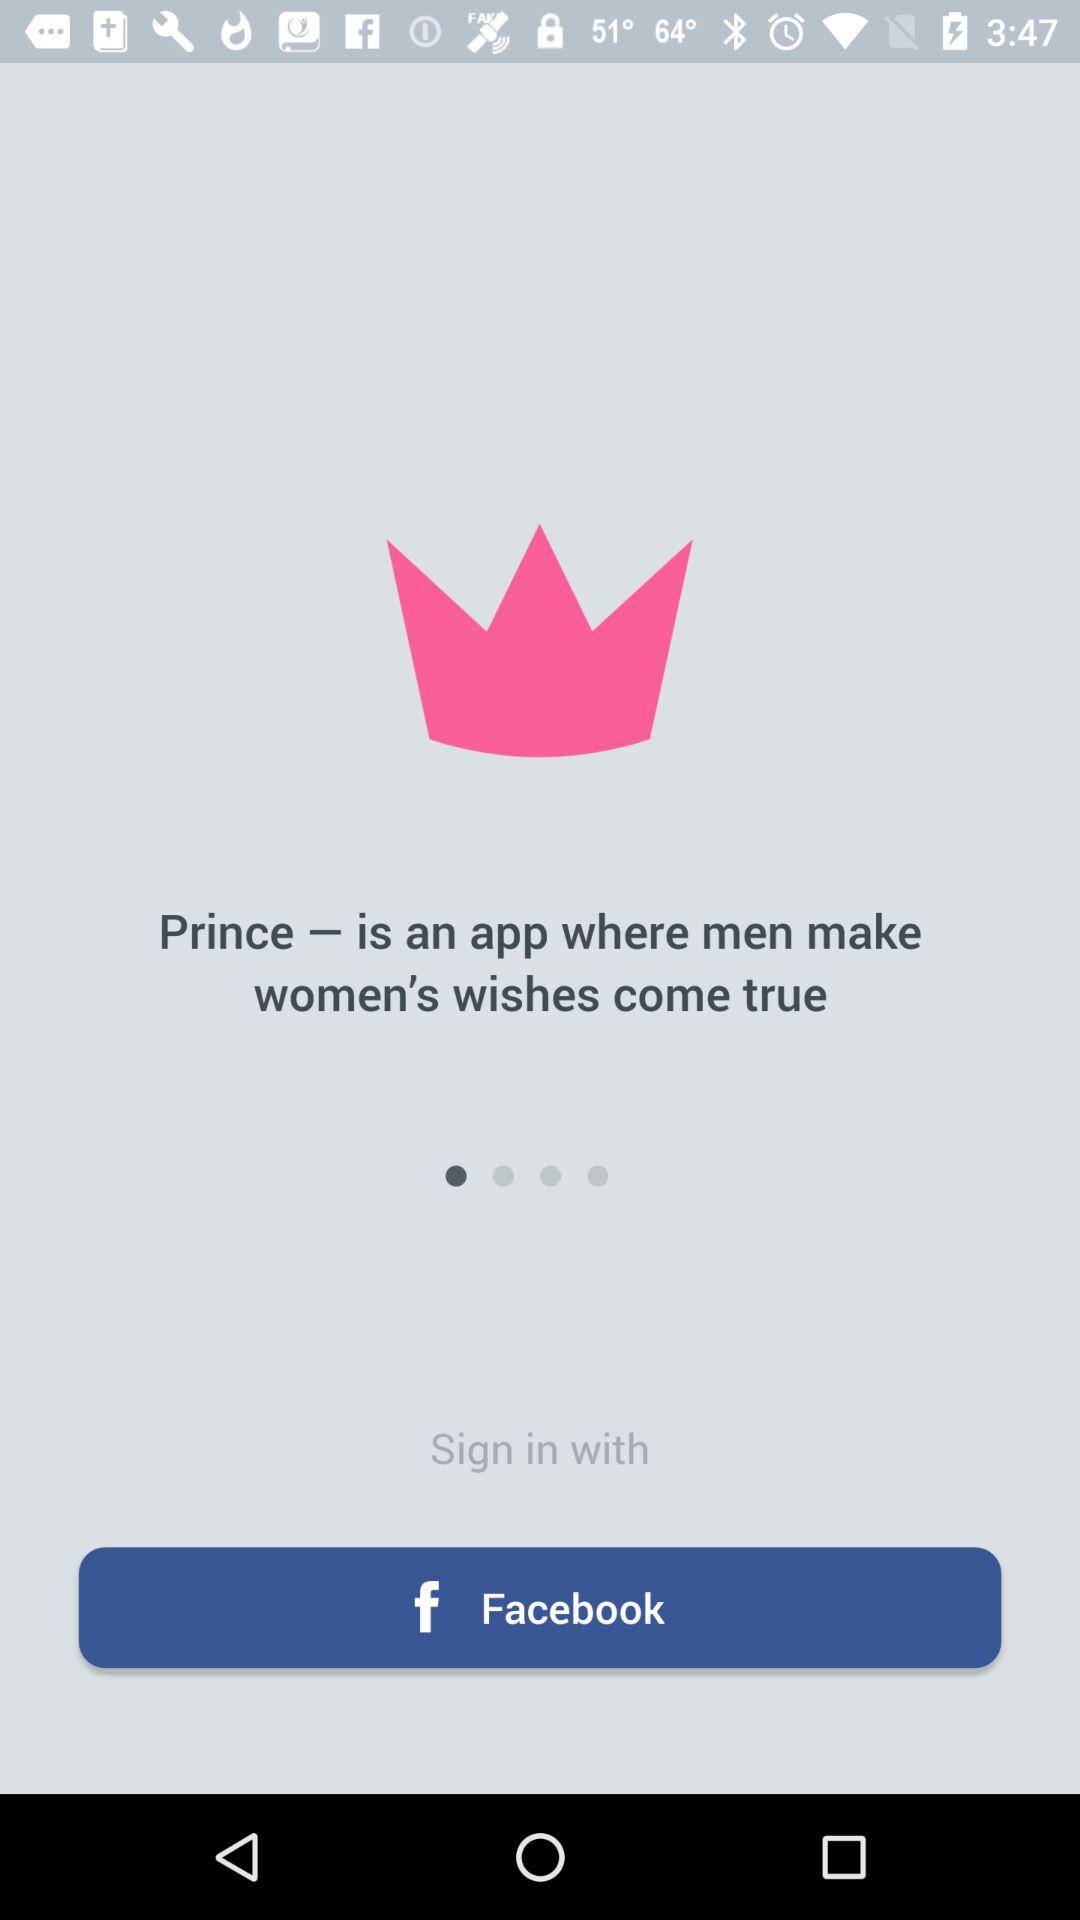 FAKE 51° 64° 3:47
Prince — is an app where men make
women’s wishes come true
Sign in with
f Facebook